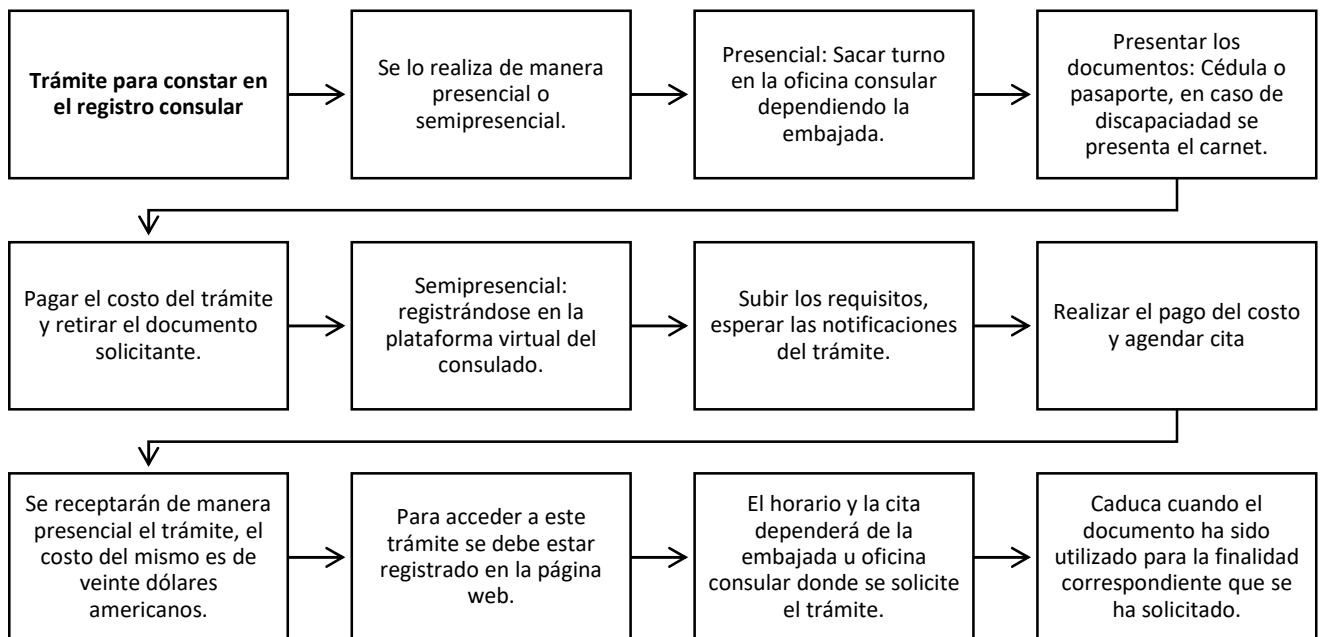 Trámite para constar en
el registro consular
Se lo realiza de manera
presencial o
semipresencial.
Presencial: Sacar turno
en la oficina consular
dependiendo la
embajada.
Presentar los
documentos: Cédula o
pasaporte, en caso de
discapaciadad se
presenta el carnet.
Pagar el costo del trámite
y retirar el documento
solicitante.
Semipresencial:
registrándose en la
plataforma virtual del
consulado.
Subir los requisitos,
esperar las notificaciones
del trámite.
Realizar el pago del costo
y agendar cita
Se receptarán de manera
presencial el trámite, el
costo del mismo es de
veinte dólares
americanos.
Para acceder a este
trámite se debe estar
registrado en la página
web.
El horario y la cita
dependerá de la
embajada u oficina
consular donde se solicite
el trámite.
Caduca cuando el
documento ha sido
utilizado para la finalidad
correspondiente que se
ha solicitado.